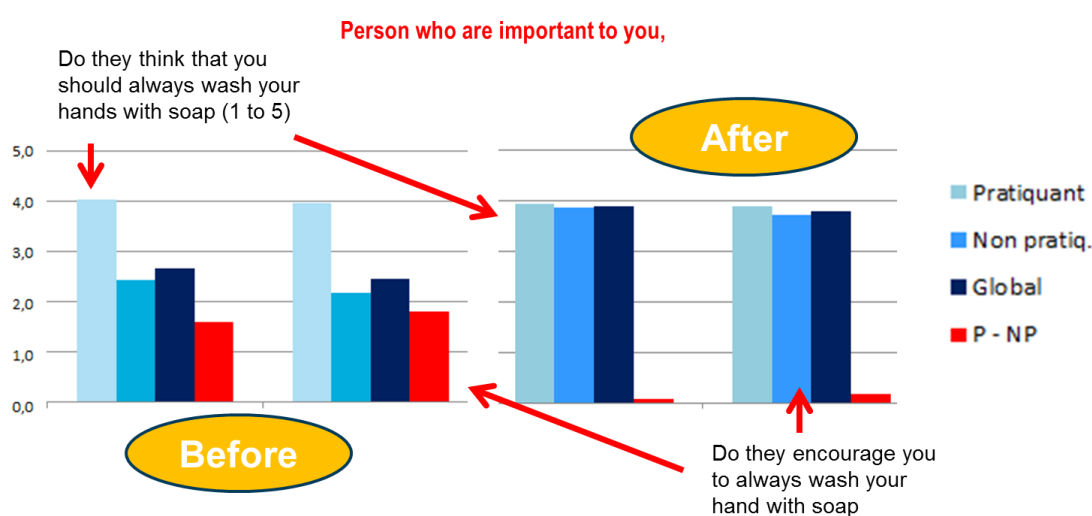 Person who are important to you,
Do they think that you
should always wash your
hands with soap (1 to 5)
After
5,0
4,0
3,0
2,0
1,0
0,0
Pratiquant
Non pratiq.
Global
P - NP
Before
Do they encourage you
to always wash your
hand with soap